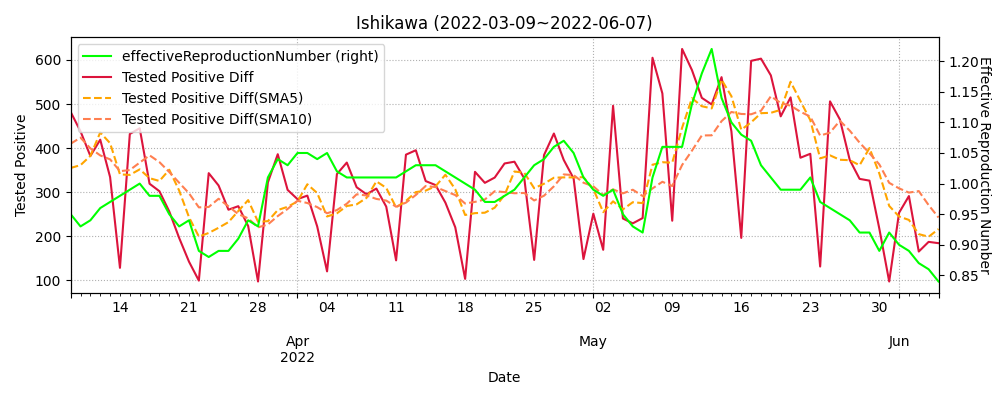 Ishikawa (2022-03-09~2022-06-07)
effectiveReproductionNumber (right)
Tested Positive Diff
Tested Positive Diff(SMA5)
Tested Positive Diff(SMA10)
Tested Positive
600
500
400
300
200
100
Effective Reproduction Number
1.20
1.15
1.10
1.05
1.00
0.95
0.90
0.85
14 21 28 04 11 18 25 02 09 16 23 30
Apr May Jun
2022
Date